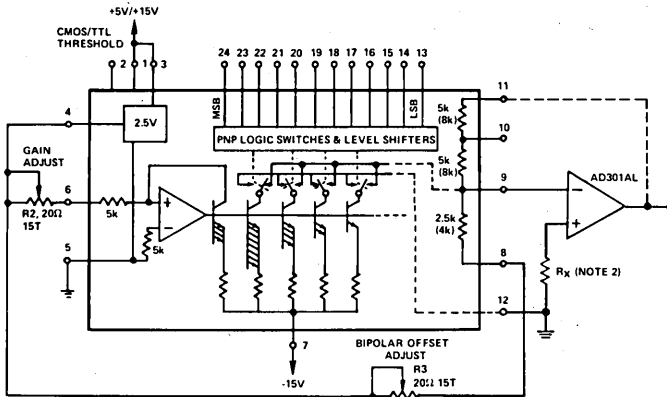 +5V/+15V
CMOS/TTL
THRESHOLD
2 1 3
24 23 22 21 20 19 18 17 16 15 14 13
MSB
LSB
PNP LOGIC SWITCHES & LEVEL SHIFTERS
4
2.5V
GAIN
ADJUST
6
R2, 20Ω
15T
5k
+
−
5k
5
11
5k
(8k)
10
5k
(8k)
9
2.5k
(4k)
8
12
AD301AL
−
+
RX (NOTE 2)
7
-15V
BIPOLAR OFFSET
ADJUST
R3
20Ω 15T